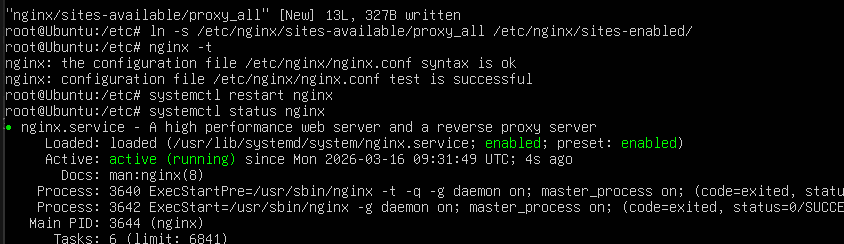 "nginx/sites-available/proxy_all" [New] 13L, 327B written
root@Ubuntu:/etc# ln -s /etc/nginx/sites-available/proxy_all /etc/nginx/sites-enabled/
root@Ubuntu:/etc# nginx -t
nginx: the configuration file /etc/nginx/nginx.conf syntax is ok
nginx: configuration file /etc/nginx/nginx.conf test is successful
root@Ubuntu:/etc# systemctl restart nginx
root@Ubuntu:/etc# systemctl status nginx
● nginx.service - A high performance web server and a reverse proxy server
Loaded: loaded (/usr/lib/systemd/system/nginx.service; enabled; preset: enabled)
Active: active (running) since Mon 2026-03-16 09:31:49 UTC; 4s ago
Docs: man:nginx(8)
Process: 3640 ExecStartPre=/usr/sbin/nginx -t -q -g daemon on; master_process on; (code=exited, statu
Process: 3642 ExecStart=/usr/sbin/nginx -g daemon on; master_process on; (code=exited, status=0/SUCCE
Main PID: 3644 (nginx)
Tasks: 6 (limit: 6841)